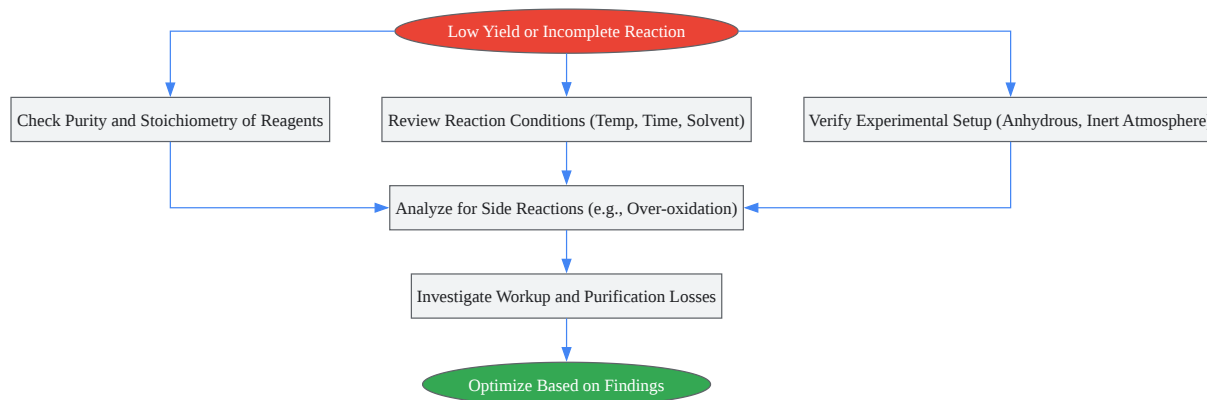 Low Yield or Incomplete Reaction
Check Purity and Stoichiometry of Reagents
Review Reaction Conditions (Temp, Time, Solvent)
Verify Experimental Setup (Anhydrous, Inert Atmosphere
Analyze for Side Reactions (e.g., Over-oxidation)
Investigate Workup and Purification Losses
Optimize Based on Findings